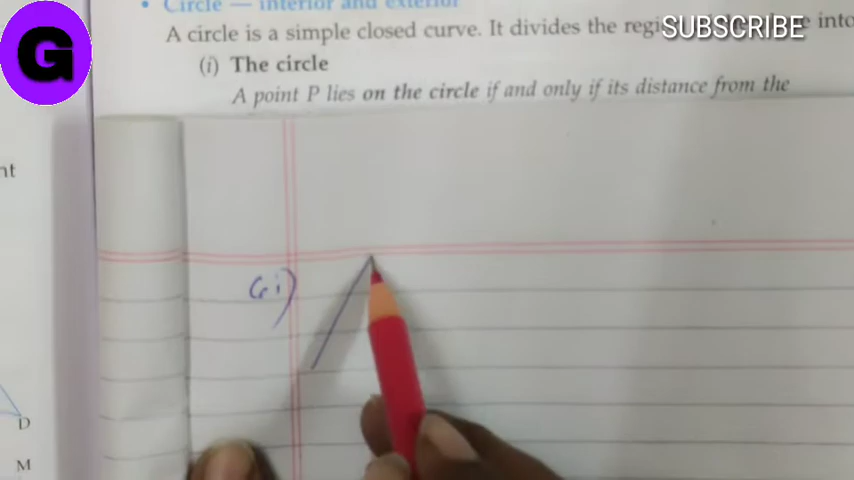 Circle — interior and exterior
A circle is a simple closed curve. It divides the regi
SUBSCRIBE
e into
(i) The circle
A point P lies on the circle if and only if its distance from the
G
nt
D
M